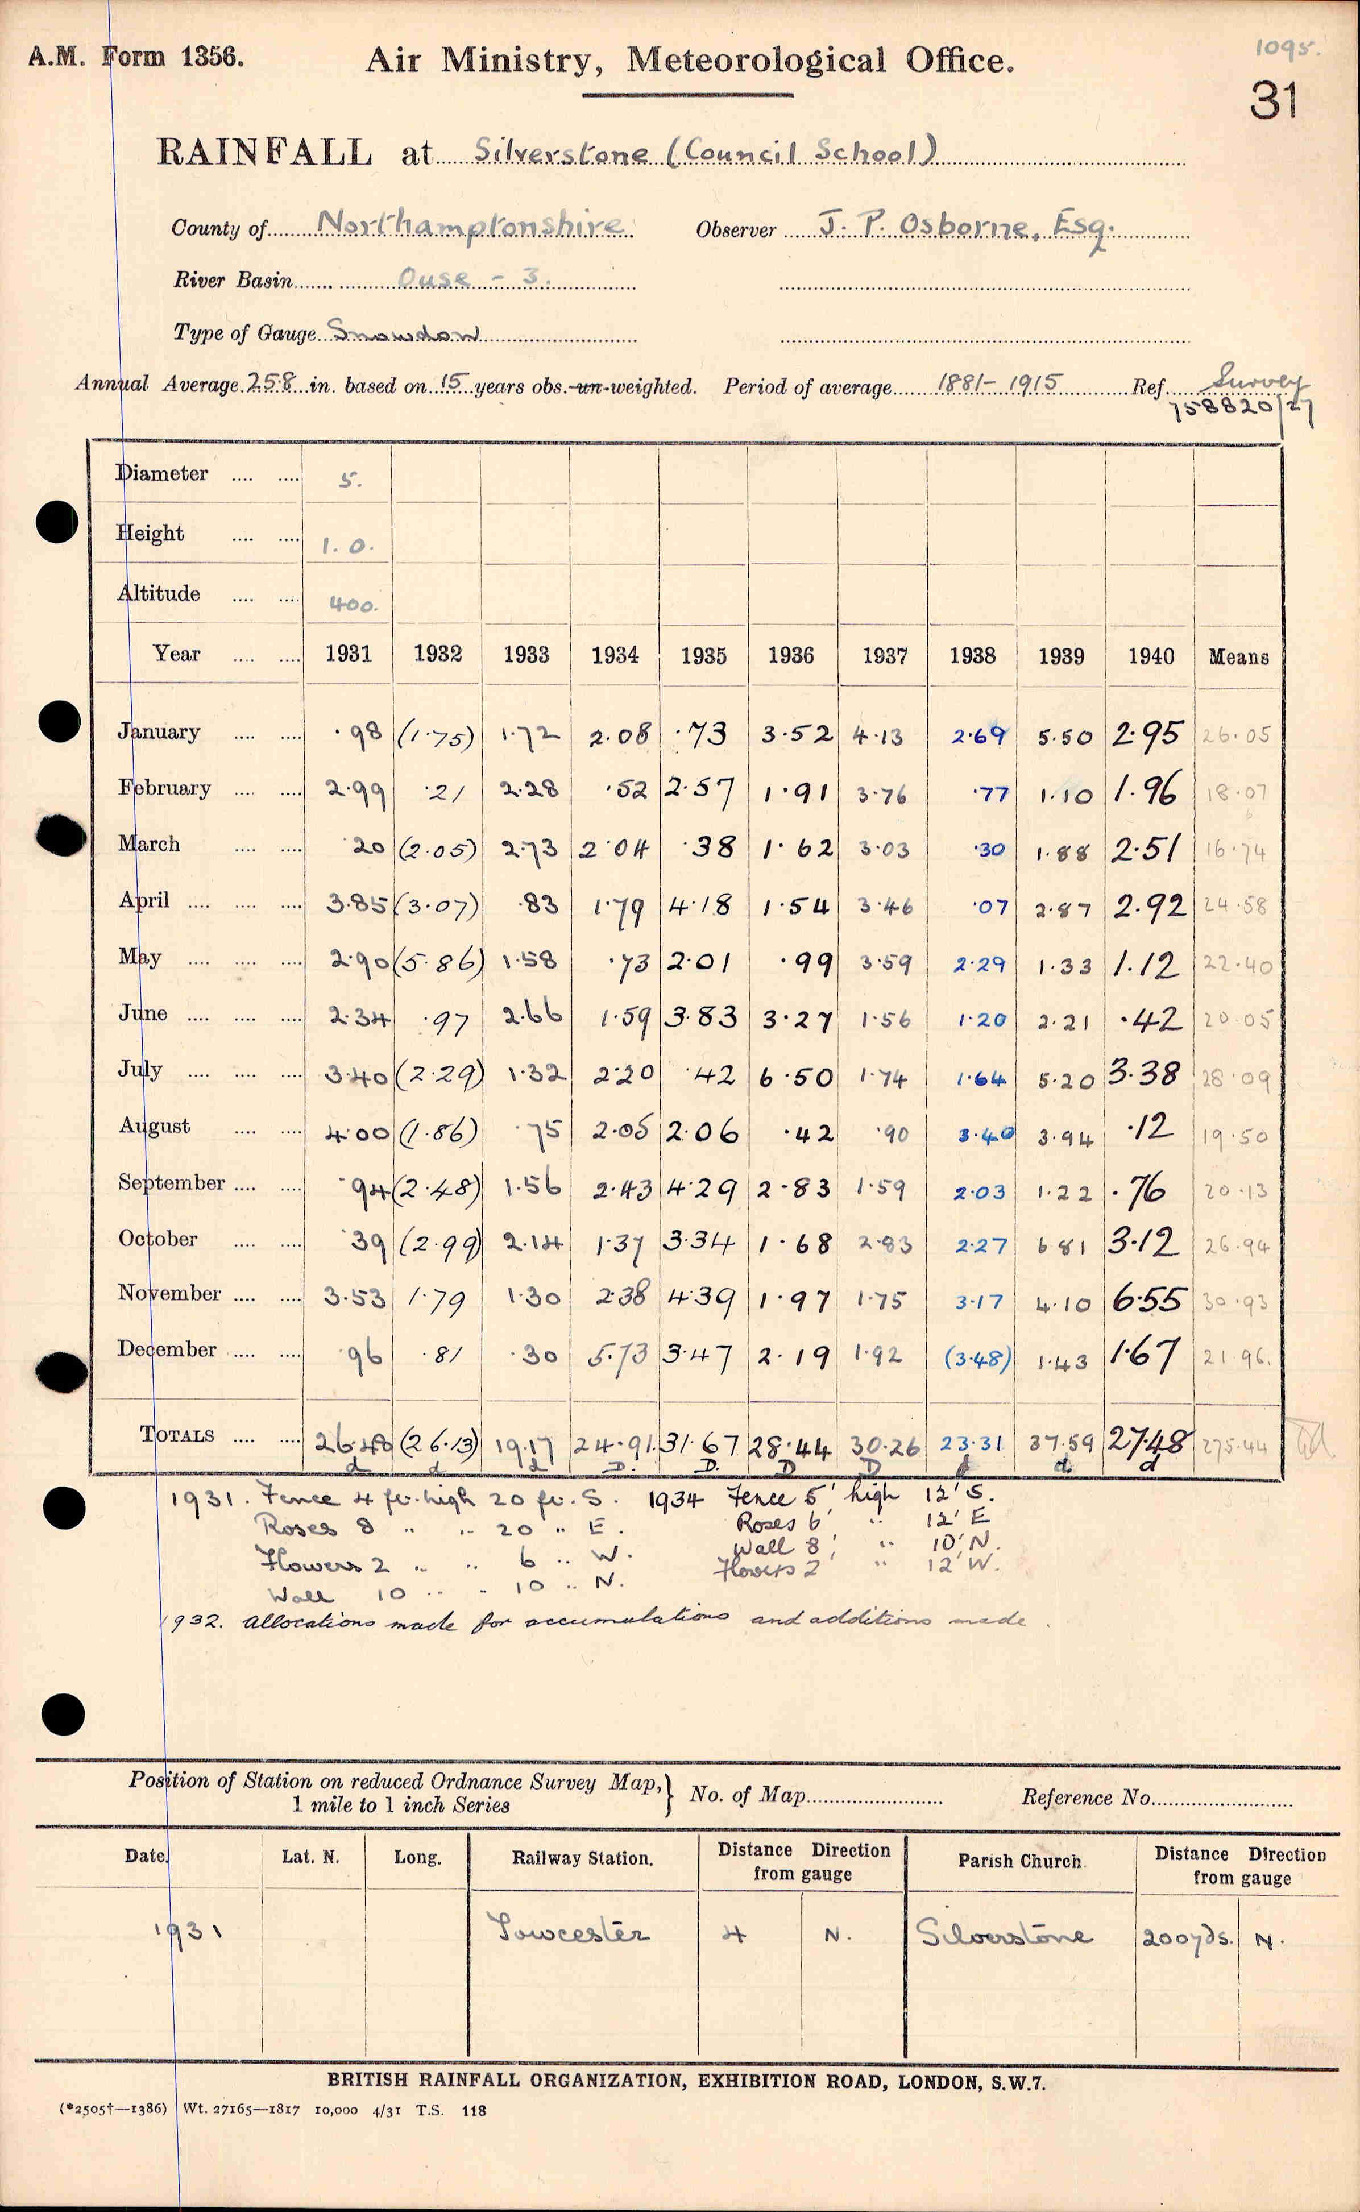 1095.
A.M. Form 1356. Air Ministry, Meteorological Office.
31
RAINFALL at Silverstone (Council School)
County of Northamptonshire Observer J. P. Osborne, Esq.
River Basin Ouse - 3.
Type of Gauge Snowdon
Annual Average 25.8 in. based on 15 years obs. un-weighted. Period of average 1881-1915 Ref. Survey
758820/27
Diameter 5.
Height 1.0.
Altitude 400.
Year 1931 1932 1933 1934 1935 1936 1937 1938 1939 1940 Means
January .98 (1.75) 1.72 2.08 .73 3.52 4.13 2.69 5.50 2.95 26.05
February 2.99 .21 2.28 .52 2.57 1.91 3.76 .77 1.10 1.96 18.07
March .20 (2.05) 2.73 2.04 .38 1.62 3.03 .30 1.88 2.51 16.74
April 3.85 (3.07) .83 1.79 4.18 1.54 3.46 .07 2.87 2.92 24.58
May 2.90 (5.86) 1.58 .73 2.01 .99 3.59 2.29 1.33 1.12 22.40
June 2.34 .97 2.66 1.59 3.83 3.27 1.56 1.20 2.21 .42 20.05
July 3.40 (2.29) 1.32 2.20 .42 6.50 1.74 1.64 5.20 3.38 28.09
August 4.00 (1.86) .75 2.05 2.06 .42 .90 3.40 3.94 .12 19.50
September .94 (2.48) 1.56 2.43 4.29 2.83 1.59 2.03 1.22 .76 20.13
October .39 (2.99) 2.14 1.37 3.34 1.68 2.83 2.27 6.81 3.12 26.94
November 3.53 1.79 1.30 2.38 4.39 1.97 1.75 3.17 4.10 6.55 30.93
December .96 .81 .30 5.73 3.47 2.19 1.92 (3.48) 1.43 1.67 21.96.
TOTALS 26.48 (26.13) 19.17 24.91 31.67 28.44 30.26 23.31 37.59 27.48 275.44
d d d D. D. D D d d d
1931. Fence 4 ft. high 20 ft. S. 1934 Fence 5' high 12' S.
Roses 8 " " 20 " E. Roses 6' " 12' E
Flowers 2 " " 6 " W. Wall 8' " 10' N.
Wall 10 " " 10 " N. Flowers 2' " 12' W.
1932. Allocations made for accumulations and additions made.
Position of Station on reduced Ordnance Survey Map, } No. of Map Reference No.
1 mile to 1 inch Series
Date. Lat. N. Long. Railway Station. Distance Direction from gauge Parish Church Distance Direction from gauge
1931 Towcester 4 N. Silverstone 200yds. N.
BRITISH RAINFALL ORGANIZATION, EXHIBITION ROAD, LONDON, S.W.7.
(*2505†—1386) Wt. 27165—1817 10,000 4/31 T.S. 118